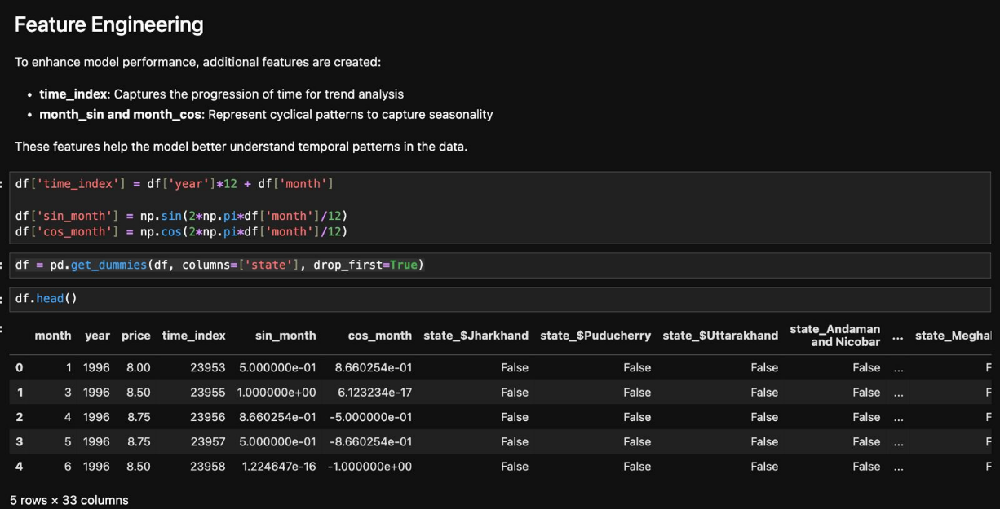 Feature Engineering
To enhance model performance, additional features are created:
• time_index: Captures the progression of time for trend analysis
• month_sin and month_cos: Represent cyclical patterns to capture seasonality
These features help the model better understand temporal patterns in the data.
df['time_index'] = df['year']*12 + df['month']
df['sin_month'] = np.sin(2*np.pi*df['month']/12)
df['cos_month'] = np.cos(2*np.pi*df['month']/12)
df = pd.get_dummies(df, columns=['state'], drop_first=True)
df.head()
month year price time_index sin_month cos_month state_$Jharkhand state_$Puducherry state_$Uttarakhand state_Andaman and Nicobar ... state_Meghal
0 1 1996 8.00 23953 5.000000e-01 8.660254e-01 False False False False ... F
1 3 1996 8.50 23955 1.000000e+00 6.123234e-17 False False False False ... F
2 4 1996 8.75 23956 8.660254e-01 -5.000000e-01 False False False False ... F
3 5 1996 8.75 23957 5.000000e-01 -8.660254e-01 False False False False ... F
4 6 1996 8.50 23958 1.224647e-16 -1.000000e+00 False False False False ... F
5 rows × 33 columns